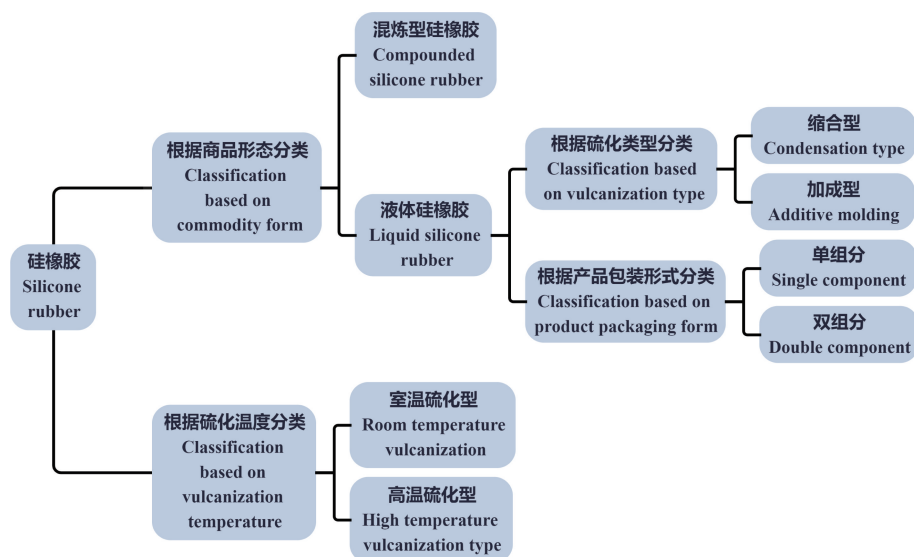 硅橡胶
Silicone
rubber
根据商品形态分类
Classification
based on
commodity form
混炼型硅橡胶
Compounded
silicone rubber
液体硅橡胶
Liquid silicone
rubber
根据硫化类型分类
Classification based
on vulcanization type
缩合型
Condensation type
加成型
Additive molding
根据产品包装形式分类
Classification based on
product packaging form
单组分
Single component
双组分
Double component
根据硫化温度分类
Classification
based on
vulcanization
temperature
室温硫化型
Room temperature
vulcanization
高温硫化型
High temperature
vulcanization type